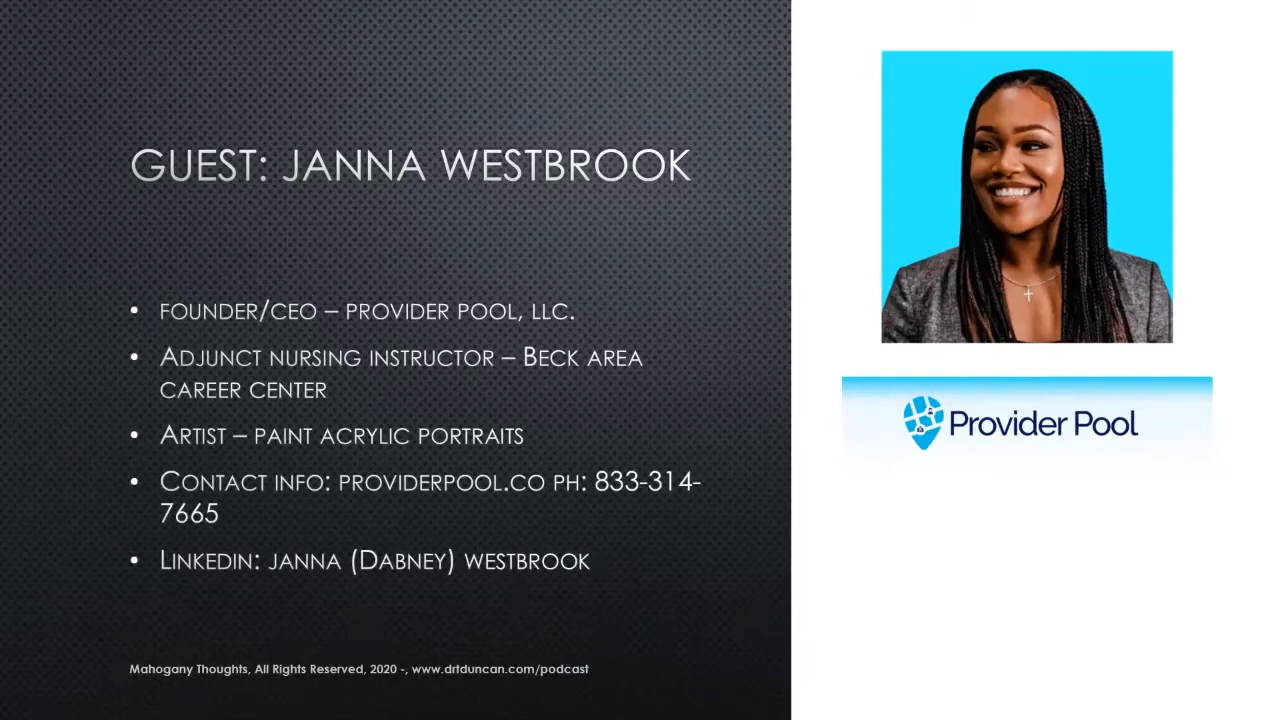 GUEST: JANNA WESTBROOK
• FOUNDER/CEO – PROVIDER POOL, LLC.
• ADJUNCT NURSING INSTRUCTOR – BECK AREA
CAREER CENTER
• ARTIST – PAINT ACRYLIC PORTRAITS
• CONTACT INFO: PROVIDERPOOL.CO PH: 833-314-
7665
• LINKEDIN: JANNA (DABNEY) WESTBROOK
Mahogany Thoughts, All Rights Reserved, 2020 -, www.drtduncan.com/podcast
Provider Pool